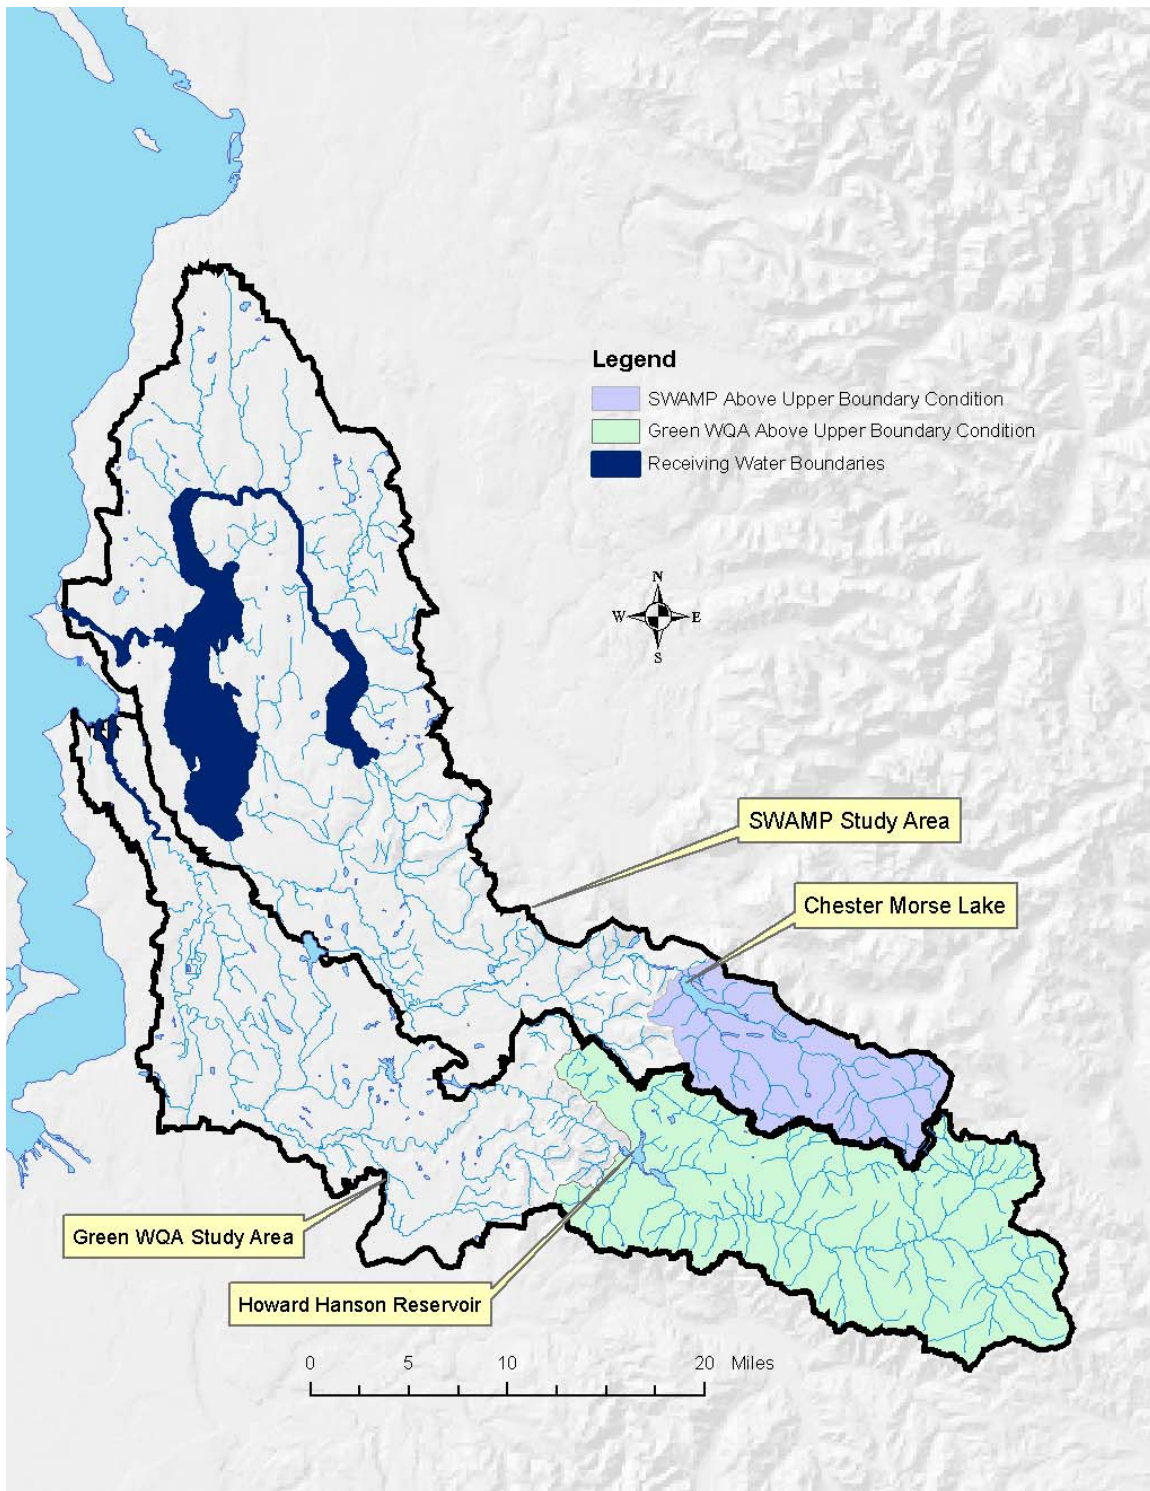 Legend
SWAMP Above Upper Boundary Condition
Green WQA Above Upper Boundary Condition
Receiving Water Boundaries
N
W E
S
SWAMP Study Area
Chester Morse Lake
Green WQA Study Area
Howard Hanson Reservoir
0 5 10 20 Miles